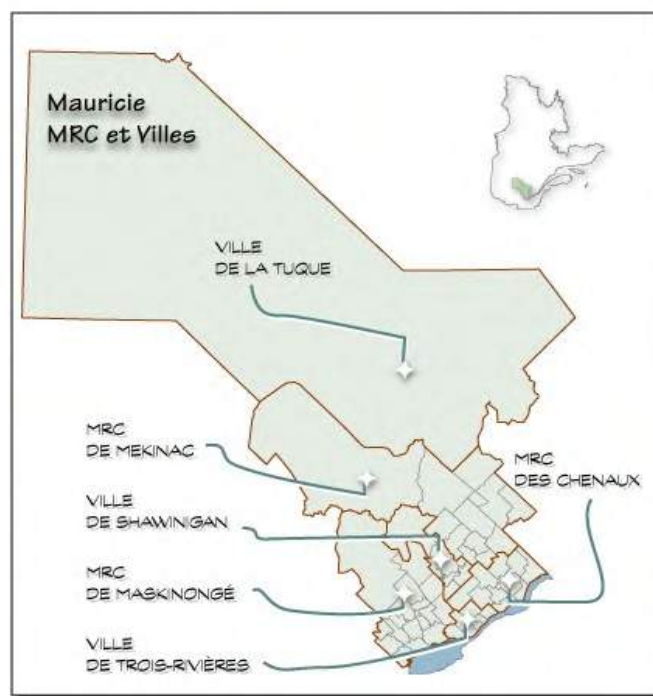 Mauricie
MRC et Villes
VILLE
DE LA TUQUE
MRC
DE MEKINAC
MRC
DES CHENAUX
VILLE
DE SHAWINIGAN
MRC
DE MASKINONGÉ
VILLE
DE TROIS-RIVIÈRES